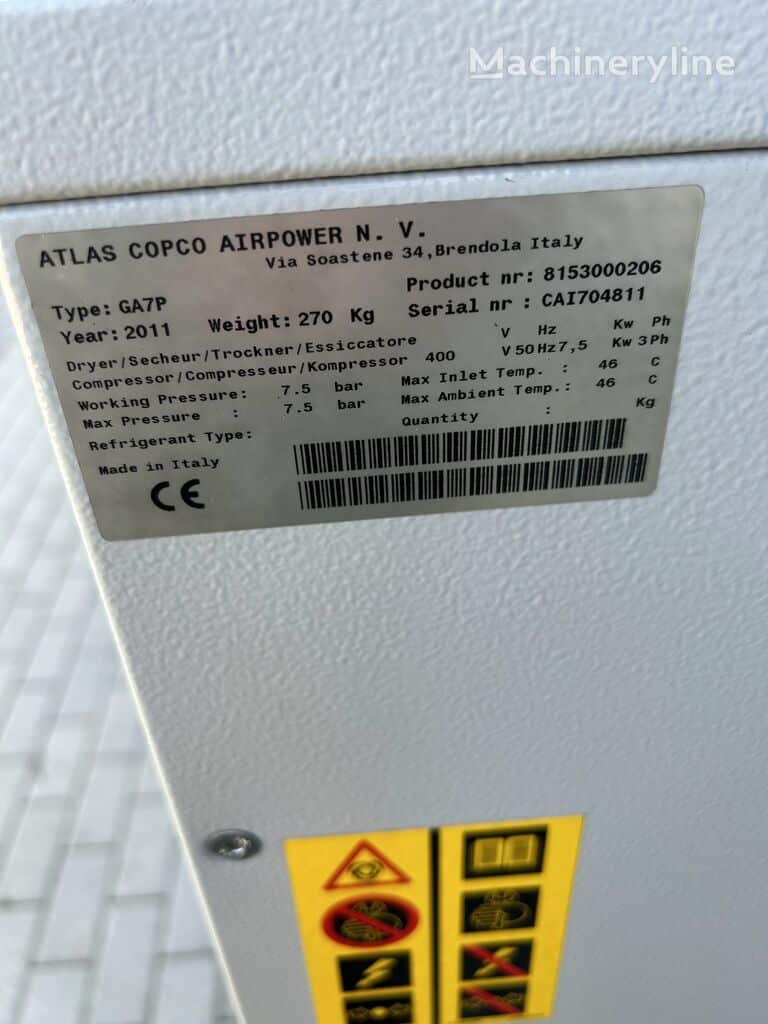 Machineryline
ATLAS COPCO AIRPOWER N. V.
Via Soastene 34,Brendola Italy
Type: GA7P Product nr: 8153000206
Year: 2011 Weight: 270 Kg Serial nr : CAI704811
Dryer/Secheur/Trockner/Essiccatore V Hz Kw Ph
Compressor/Compresseur/Kompressor 400 V 50 Hz 7,5 Kw 3 Ph
Working Pressure: 7.5 bar Max Inlet Temp. : 46 C
Max Pressure : 7.5 bar Max Ambient Temp.: 46 C
Refrigerant Type: Quantity : Kg
Made in Italy
CE